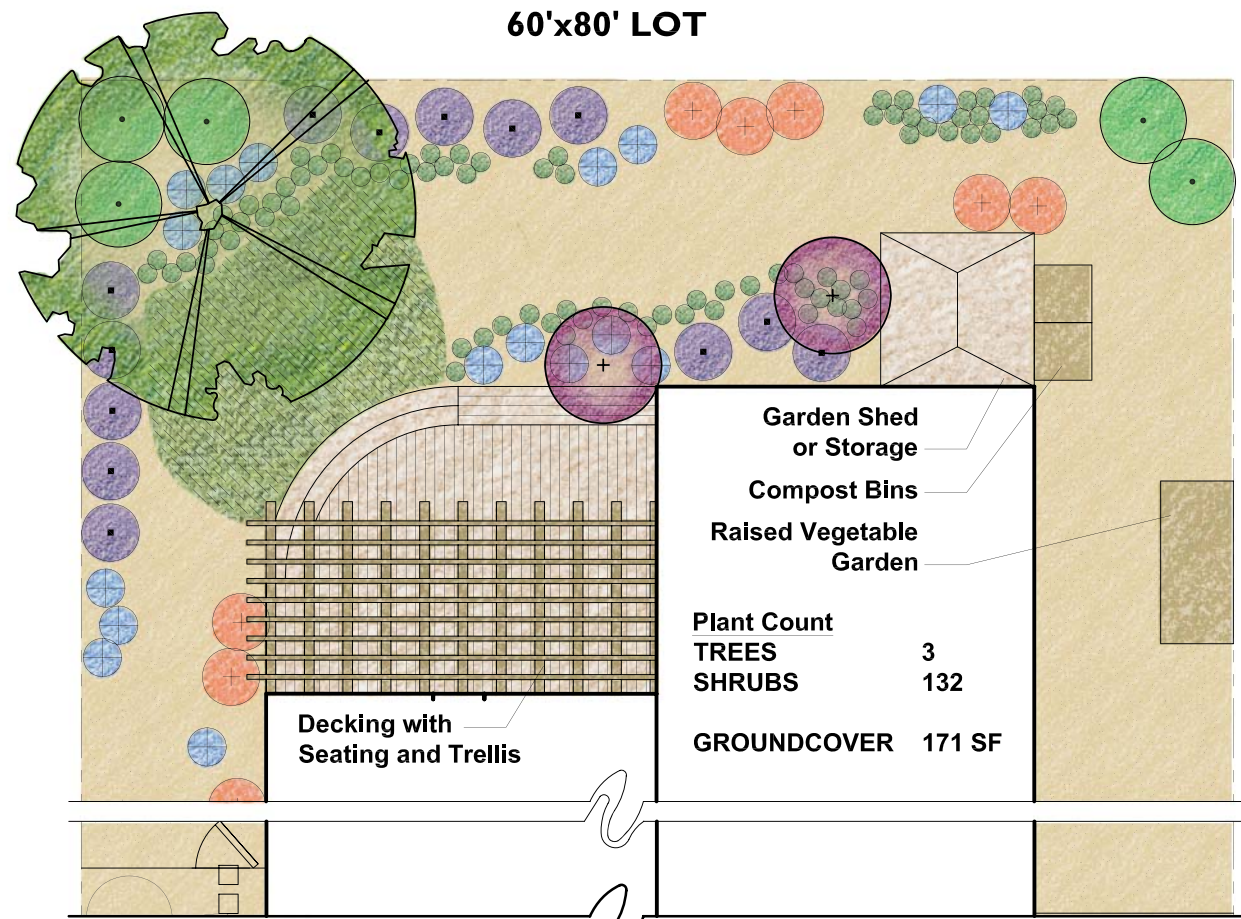 60'x80' LOT
Garden Shed
or Storage
Compost Bins
Raised Vegetable
Garden
Plant Count
TREES 3
SHRUBS 132
GROUNDCOVER 171 SF
Decking with
Seating and Trellis